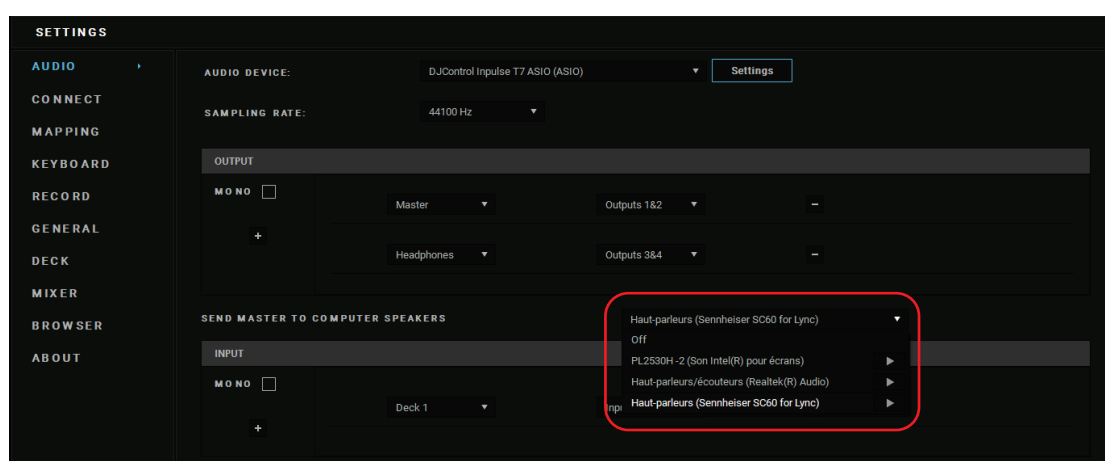 SETTINGS
AUDIO
CONNECT
MAPPING
KEYBOARD
RECORD
GENERAL
DECK
MIXER
BROWSER
ABOUT
AUDIO DEVICE: DJControl Inpulse T7 ASIO (ASIO) Settings
SAMPLING RATE: 44100 Hz
OUTPUT
MONO
Master Outputs 1&2 –
+
Headphones Outputs 3&4 –
SEND MASTER TO COMPUTER SPEAKERS Haut-parleurs (Sennheiser SC60 for Lync)
Off
PL2530H -2 (Son Intel(R) pour écrans)
Haut-parleurs/écouteurs (Realtek(R) Audio)
Haut-parleurs (Sennheiser SC60 for Lync)
INPUT
MONO
Deck 1
+